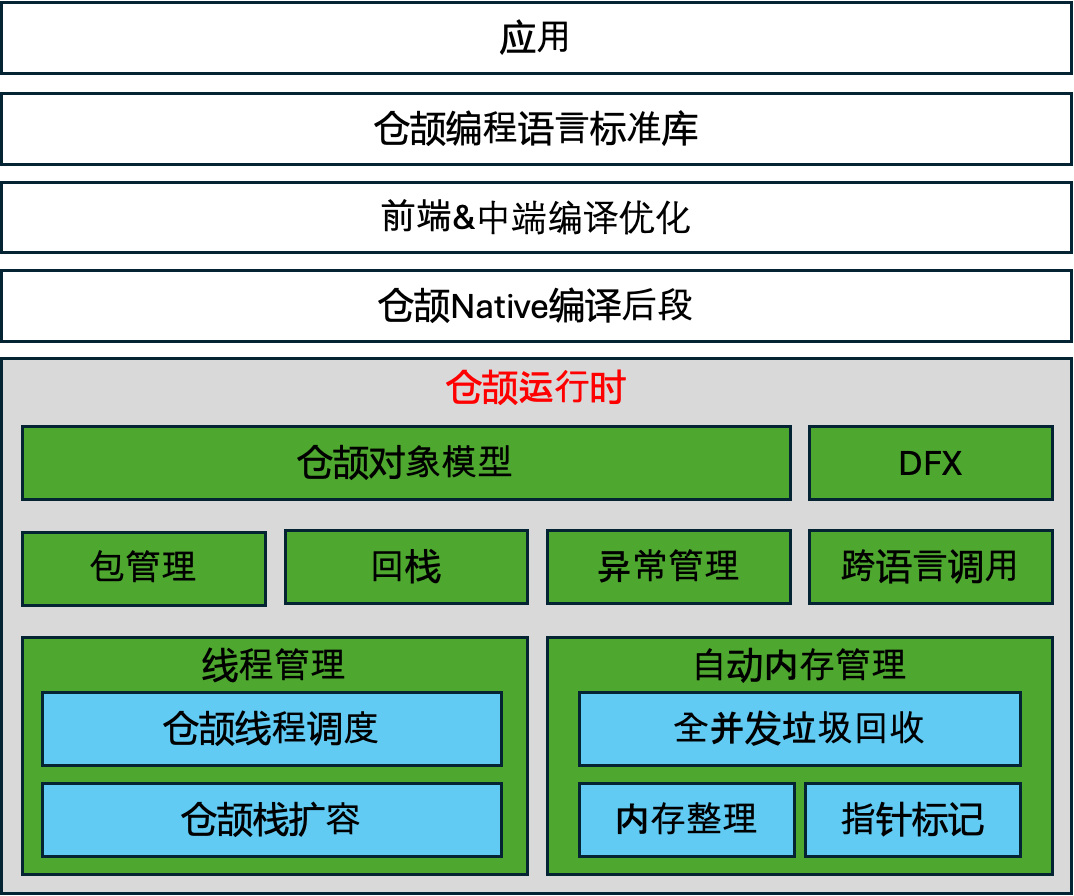 应用
仓颉编程语言标准库
前端&中端编译优化
仓颉Native编译后段
仓颉运行时
仓颉对象模型
DFX
包管理
回栈
异常管理
跨语言调用
线程管理
自动内存管理
仓颉线程调度
全并发垃圾回收
仓颉栈扩容
内存整理
指针标记